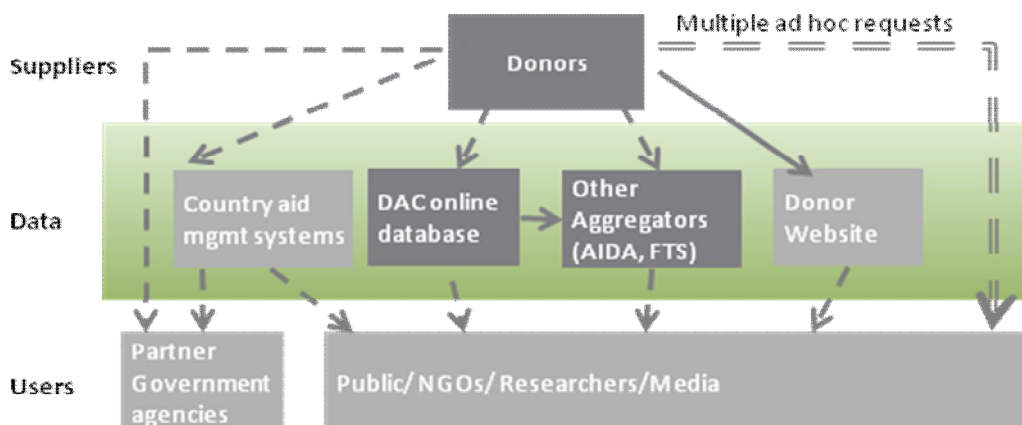 Multiple ad hoc requests
Suppliers
Donors
Data
Country aid
mgmt systems
DAC online
database
Other
Aggregators
(AIDA, FTS)
Donor
Website
Users
Partner
Government
agencies
Public/ NGOs/ Researchers/Media